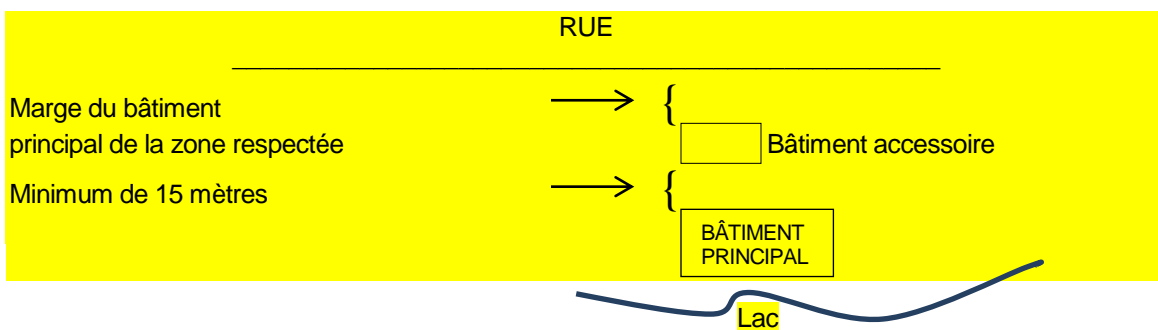 RUE
Marge du bâtiment
principal de la zone respectée
Bâtiment accessoire
Minimum de 15 mètres
BÂTIMENT
PRINCIPAL
Lac